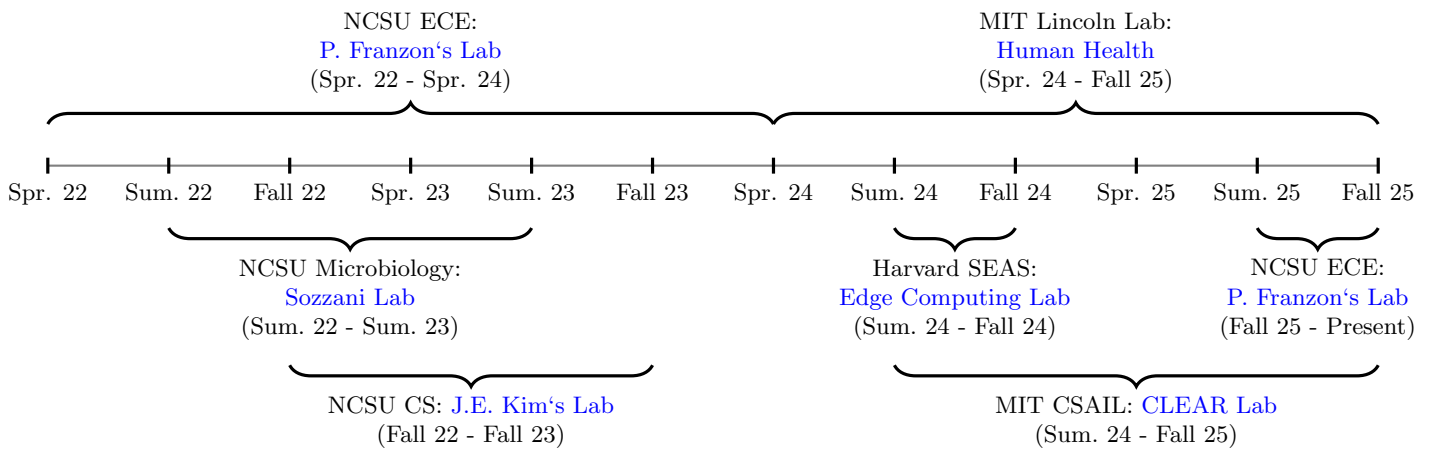 NCSU ECE:
P. Franzon‘s Lab
(Spr. 22 - Spr. 24)
MIT Lincoln Lab:
Human Health
(Spr. 24 - Fall 25)
Spr. 22 Sum. 22 Fall 22 Spr. 23 Sum. 23 Fall 23 Spr. 24 Sum. 24 Fall 24 Spr. 25 Sum. 25 Fall 25
NCSU Microbiology:
Sozzani Lab
(Sum. 22 - Sum. 23)
Harvard SEAS:
Edge Computing Lab
(Sum. 24 - Fall 24)
NCSU ECE:
P. Franzon‘s Lab
(Fall 25 - Present)
NCSU CS: J.E. Kim‘s Lab
(Fall 22 - Fall 23)
MIT CSAIL: CLEAR Lab
(Sum. 24 - Fall 25)